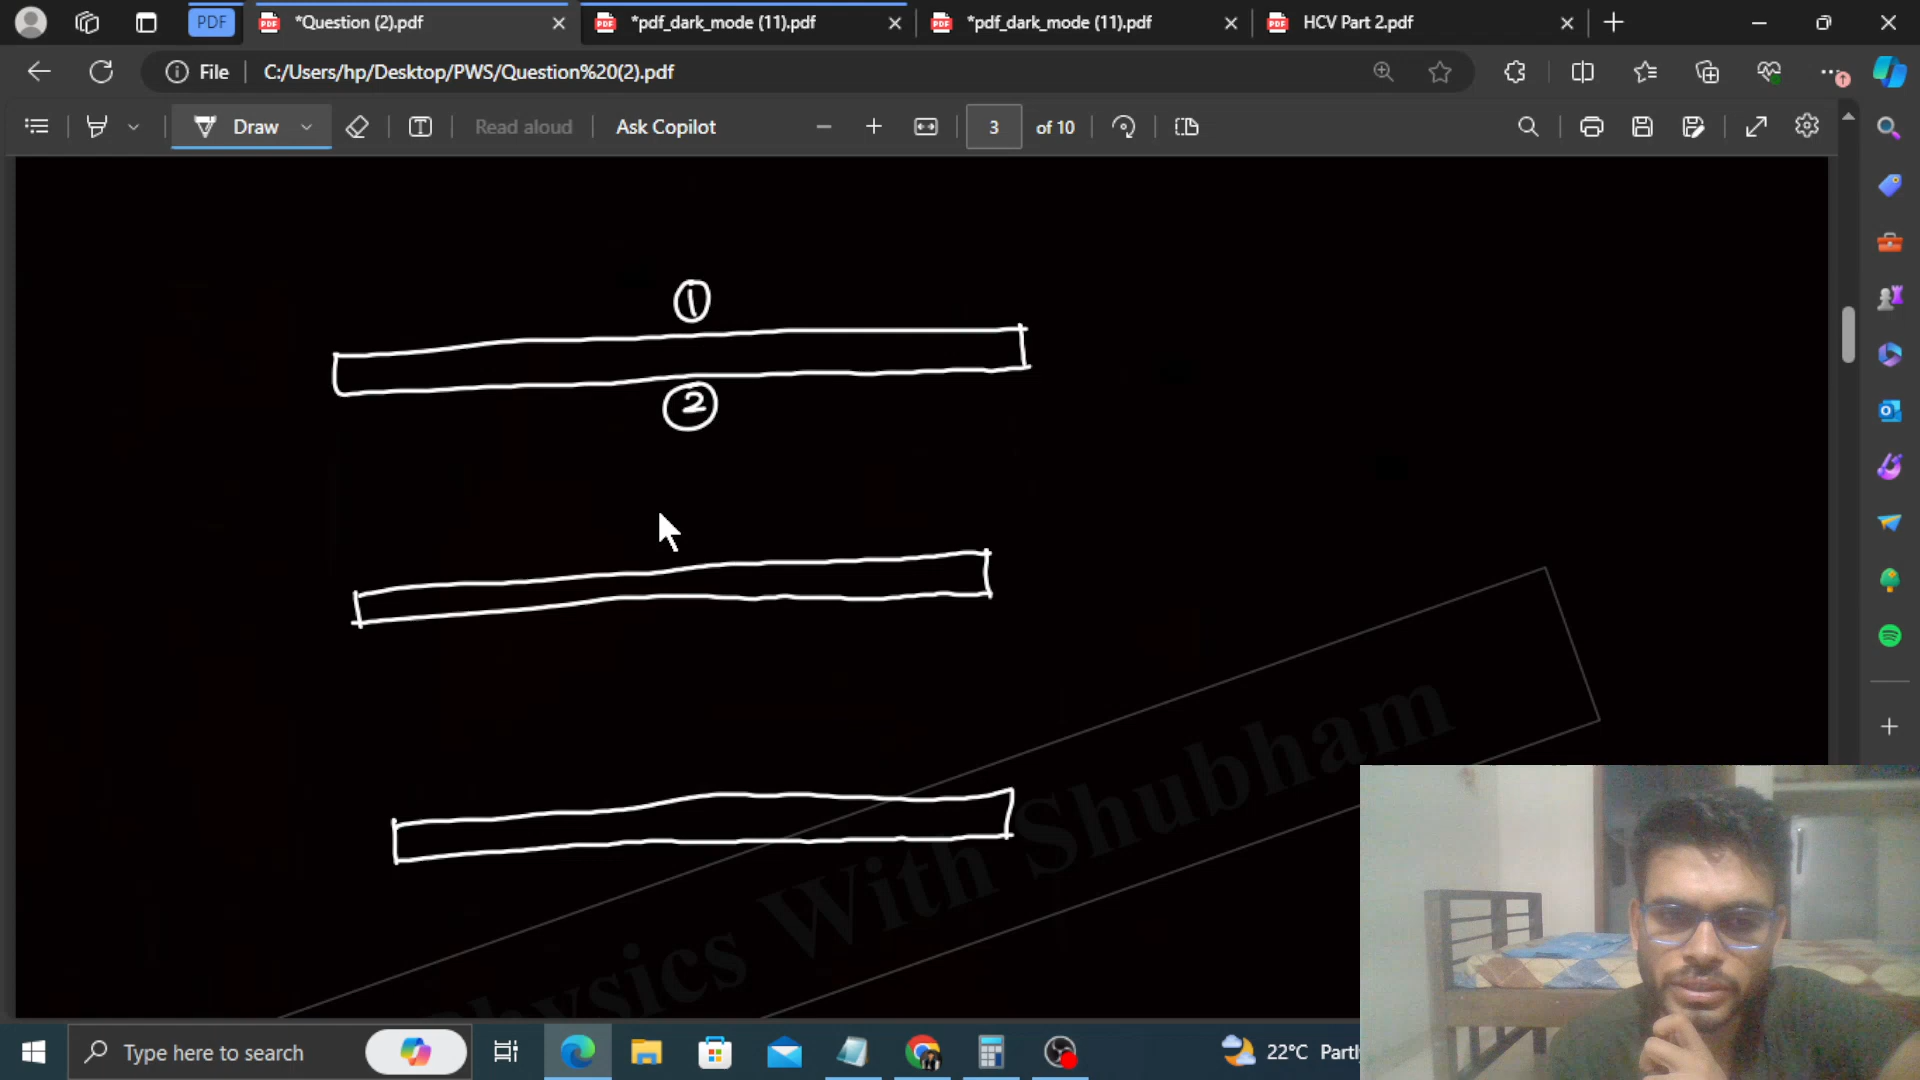 PDF
*Question (2).pdf
*pdf_dark_mode (11).pdf
*pdf_dark_mode (11).pdf
HCV Part 2.pdf
File
C:/Users/hp/Desktop/PWS/Question%20(2).pdf
Draw
Read aloud
Ask Copilot
3
of 10
1
2
Physics With Shubham
Type here to search
22°C